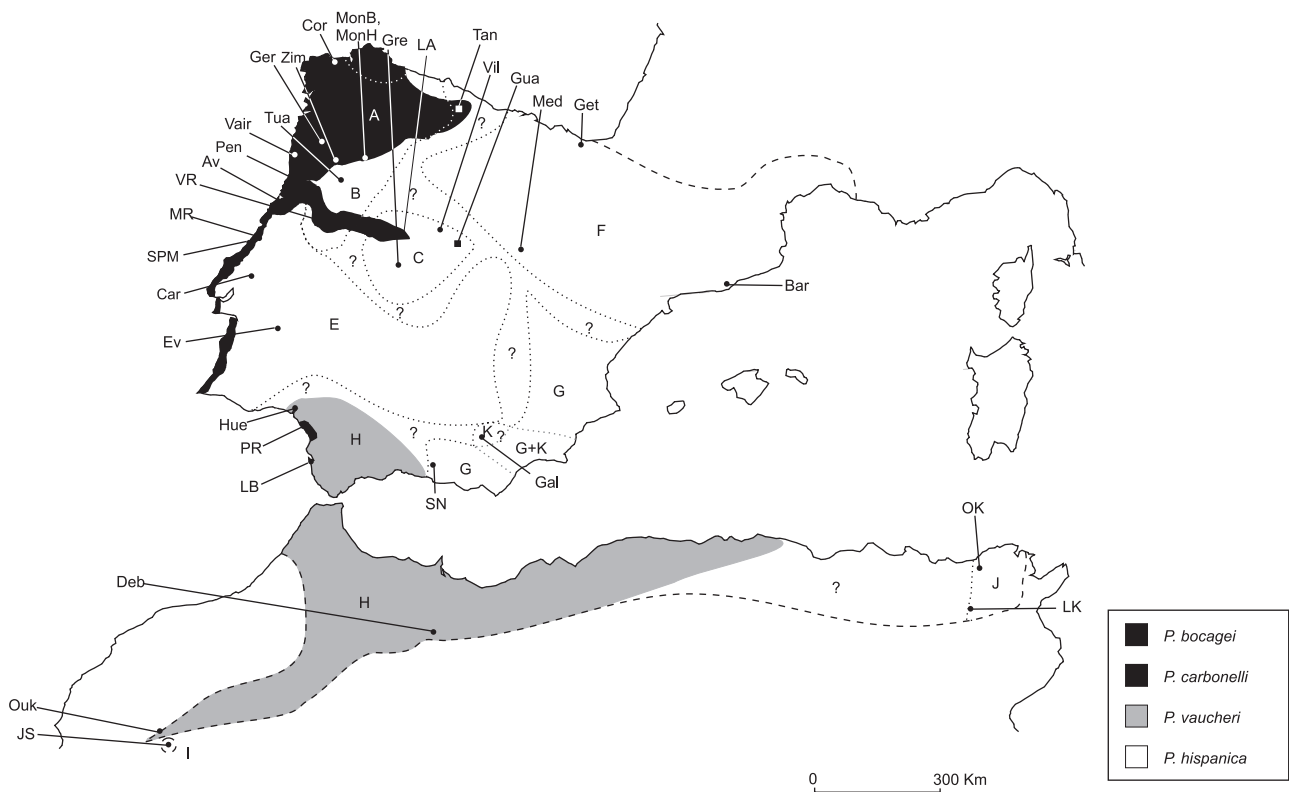 Cor
MonB,
MonH
Gre
LA
Tan
Ger Zim
Vil
Gua
Med
Get
Tua
Vair
Pen
Av
VR
MR
SPM
Car
Ev
A
?
B
?
F
C
?
Bar
?
E
?
?
?
G
Hue
PR
H
?
K
?
G+K
LB
G
Gal
SN
OK
Deb
H
?
J
LK
Ouk
JS
I
P. bocagei
P. carbonelli
P. vaucheri
P. hispanica
0 300 Km